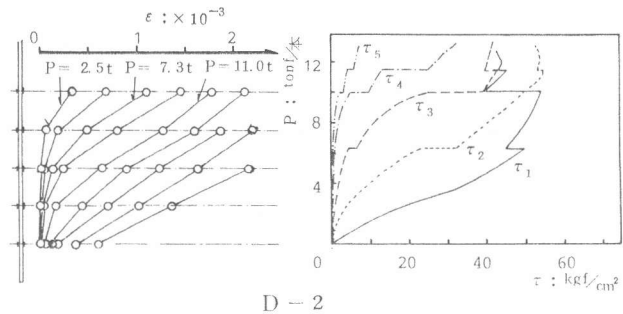 ε : ×10⁻³
0 1 2
P = 2.5t P = 7.3t P = 11.0t
P : tonf/本
12
8
4
0 20 40 60
τ₅
τ₄
τ₃
τ₂
τ₁
τ : kgf/cm²
D − 2